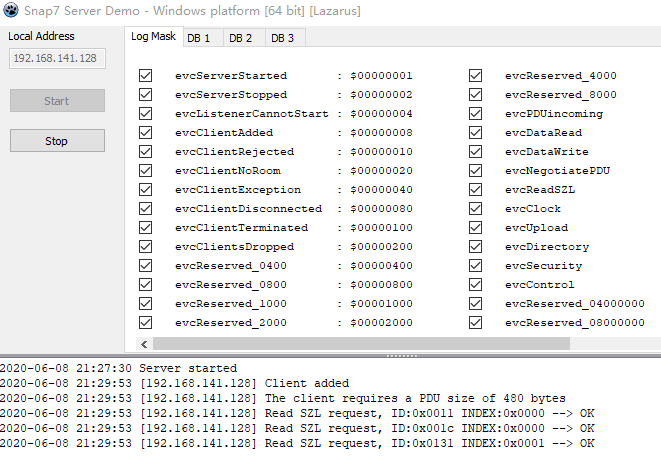 Snap7 Server Demo - Windows platform [64 bit] [Lazarus]
Local Address
192.168.141.128
Start
Stop
Log Mask DB 1 DB 2 DB 3
evcServerStarted : $00000001 evcReserved_4000
evcServerStopped : $00000002 evcReserved_8000
evcListenerCannotStart : $00000004 evcPDUincoming
evcClientAdded : $00000008 evcDataRead
evcClientRejected : $00000010 evcDataWrite
evcClientNoRoom : $00000020 evcNegotiatePDU
evcClientException : $00000040 evcReadSZL
evcClientDisconnected : $00000080 evcClock
evcClientTerminated : $00000100 evcUpload
evcClientsDropped : $00000200 evcDirectory
evcReserved_0400 : $00000400 evcSecurity
evcReserved_0800 : $00000800 evcControl
evcReserved_1000 : $00001000 evcReserved_04000000
evcReserved_2000 : $00002000 evcReserved_08000000
2020-06-08 21:27:30 Server started
2020-06-08 21:29:53 [192.168.141.128] Client added
2020-06-08 21:29:53 [192.168.141.128] The client requires a PDU size of 480 bytes
2020-06-08 21:29:53 [192.168.141.128] Read SZL request, ID:0x0011 INDEX:0x0000 --> OK
2020-06-08 21:29:53 [192.168.141.128] Read SZL request, ID:0x001c INDEX:0x0000 --> OK
2020-06-08 21:29:53 [192.168.141.128] Read SZL request, ID:0x0131 INDEX:0x0001 --> OK